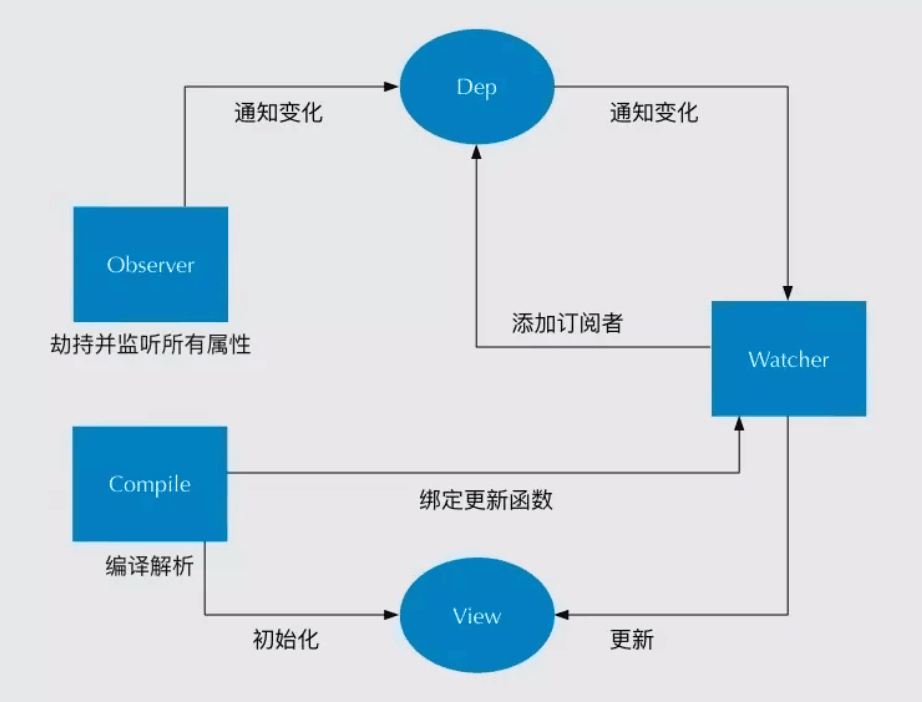 Dep
通知变化
通知变化
Observer
劫持并监听所有属性
添加订阅者
Watcher
Compile
绑定更新函数
编译解析
View
初始化
更新